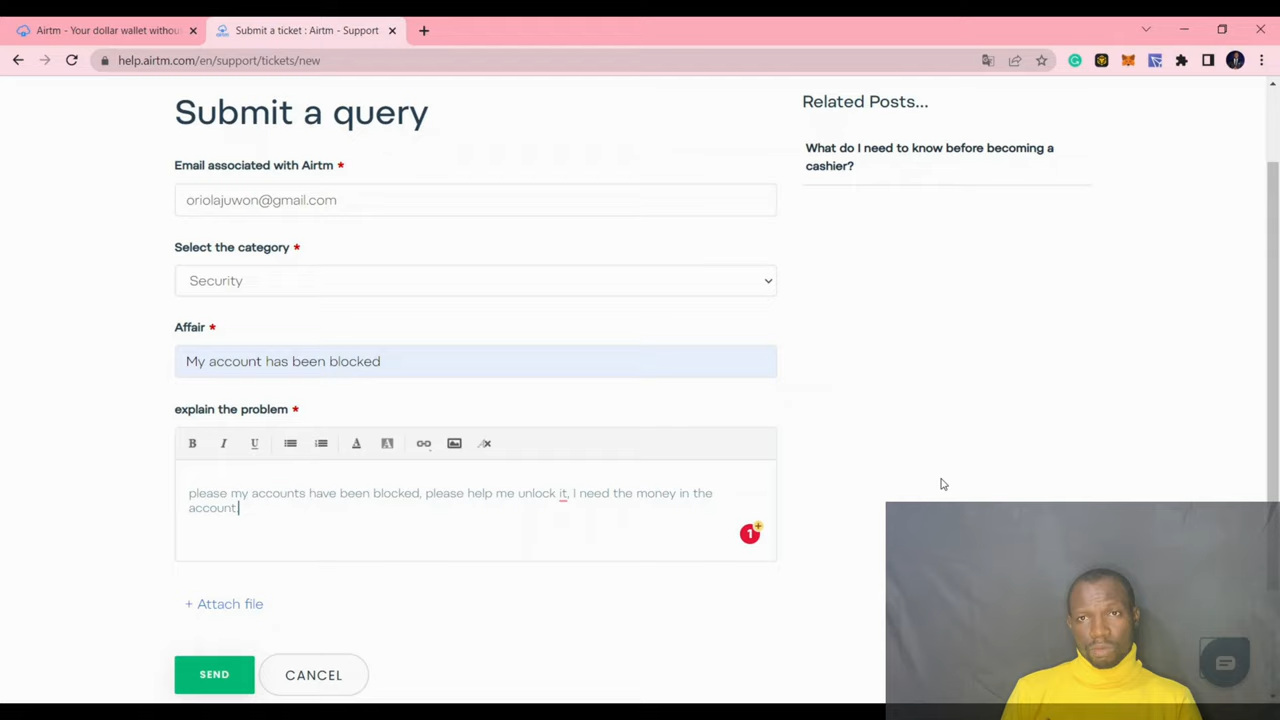 Airtm - Your dollar wallet withou
Submit a ticket : Airtm - Support
help.airtm.com/en/support/tickets/new
Submit a query
Related Posts...
Email associated with Airtm *
What do I need to know before becoming a
cashier?
oriolajuwon@gmail.com
Select the category *
Security
Affair *
My account has been blocked
explain the problem *
B I U A A
please my accounts have been blocked, please help me unlock it, I need the money in the
account
1
+ Attach file
SEND
CANCEL